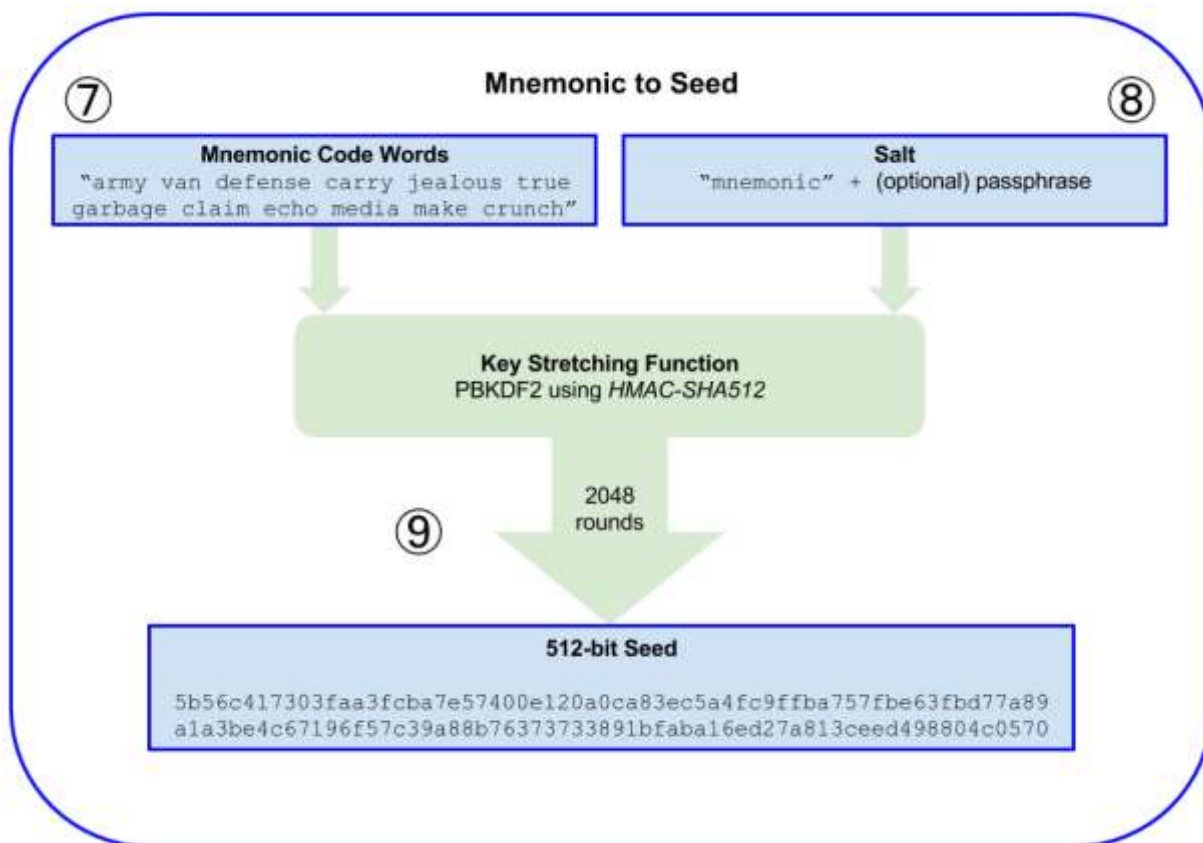 Mnemonic to Seed
⑦
⑧
Mnemonic Code Words
"army van defense carry jealous true
garbage claim echo media make crunch"
Salt
"mnemonic" + (optional) passphrase
Key Stretching Function
PBKDF2 using HMAC-SHA512
2048
rounds
⑨
512-bit Seed
5b56c417303faa3fcba7e57400e120a0ca83ec5a4fc9ffba757fbe63fbd77a89
a1a3be4c67196f57c39a88b76373733891bfaba16ed27a813ceed498804c0570